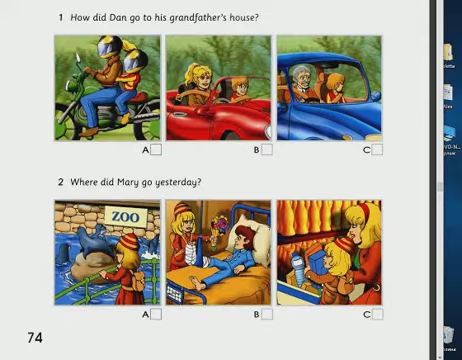 1 How did Dan go to his grandfather's house?
A
B
C
2 Where did Mary go yesterday?
ZOO
A
B
C
74